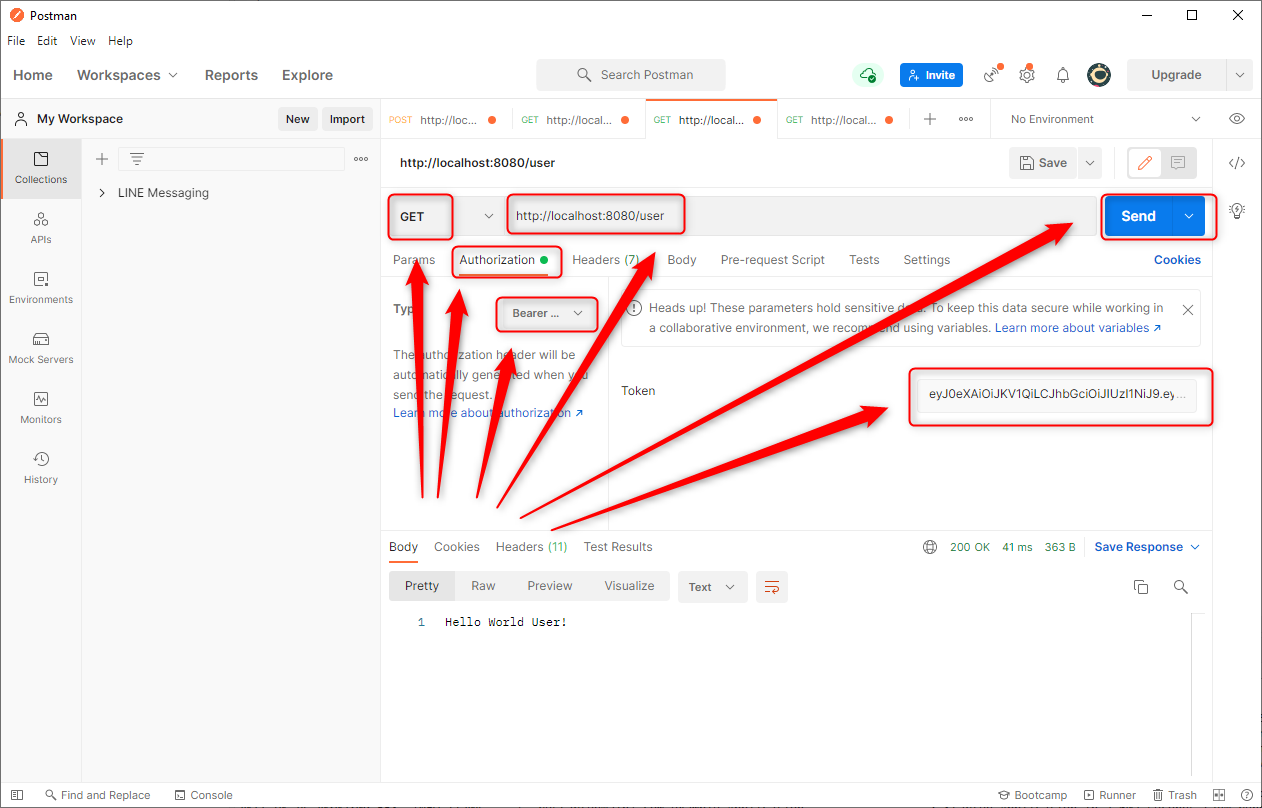 Postman
File Edit View Help
Home Workspaces Reports Explore Search Postman Invite Upgrade
My Workspace New Import POST http://loc... GET http://local... GET http://local... GET http://local... No Environment
Collections
APIs
Environments
Mock Servers
Monitors
History
LINE Messaging
http://localhost:8080/user Save
GET http://localhost:8080/user Send
Params Authorization Headers (7) Body Pre-request Script Tests Settings Cookies
Bearer ...
The authorization header will be
automatically generated when you
send the request.
Learn more about authorization
Heads up! These parameters hold sensitive data. To keep this data secure while working in
a collaborative environment, we recommend using variables. Learn more about variables
Token eyJ0eXAiOiJKV1QiLCJhbGciOiJIUzI1NiJ9.ey...
Body Cookies Headers (11) Test Results 200 OK 41 ms 363 B Save Response
Pretty Raw Preview Visualize Text
1 Hello World User!
Find and Replace Console Bootcamp Runner Trash